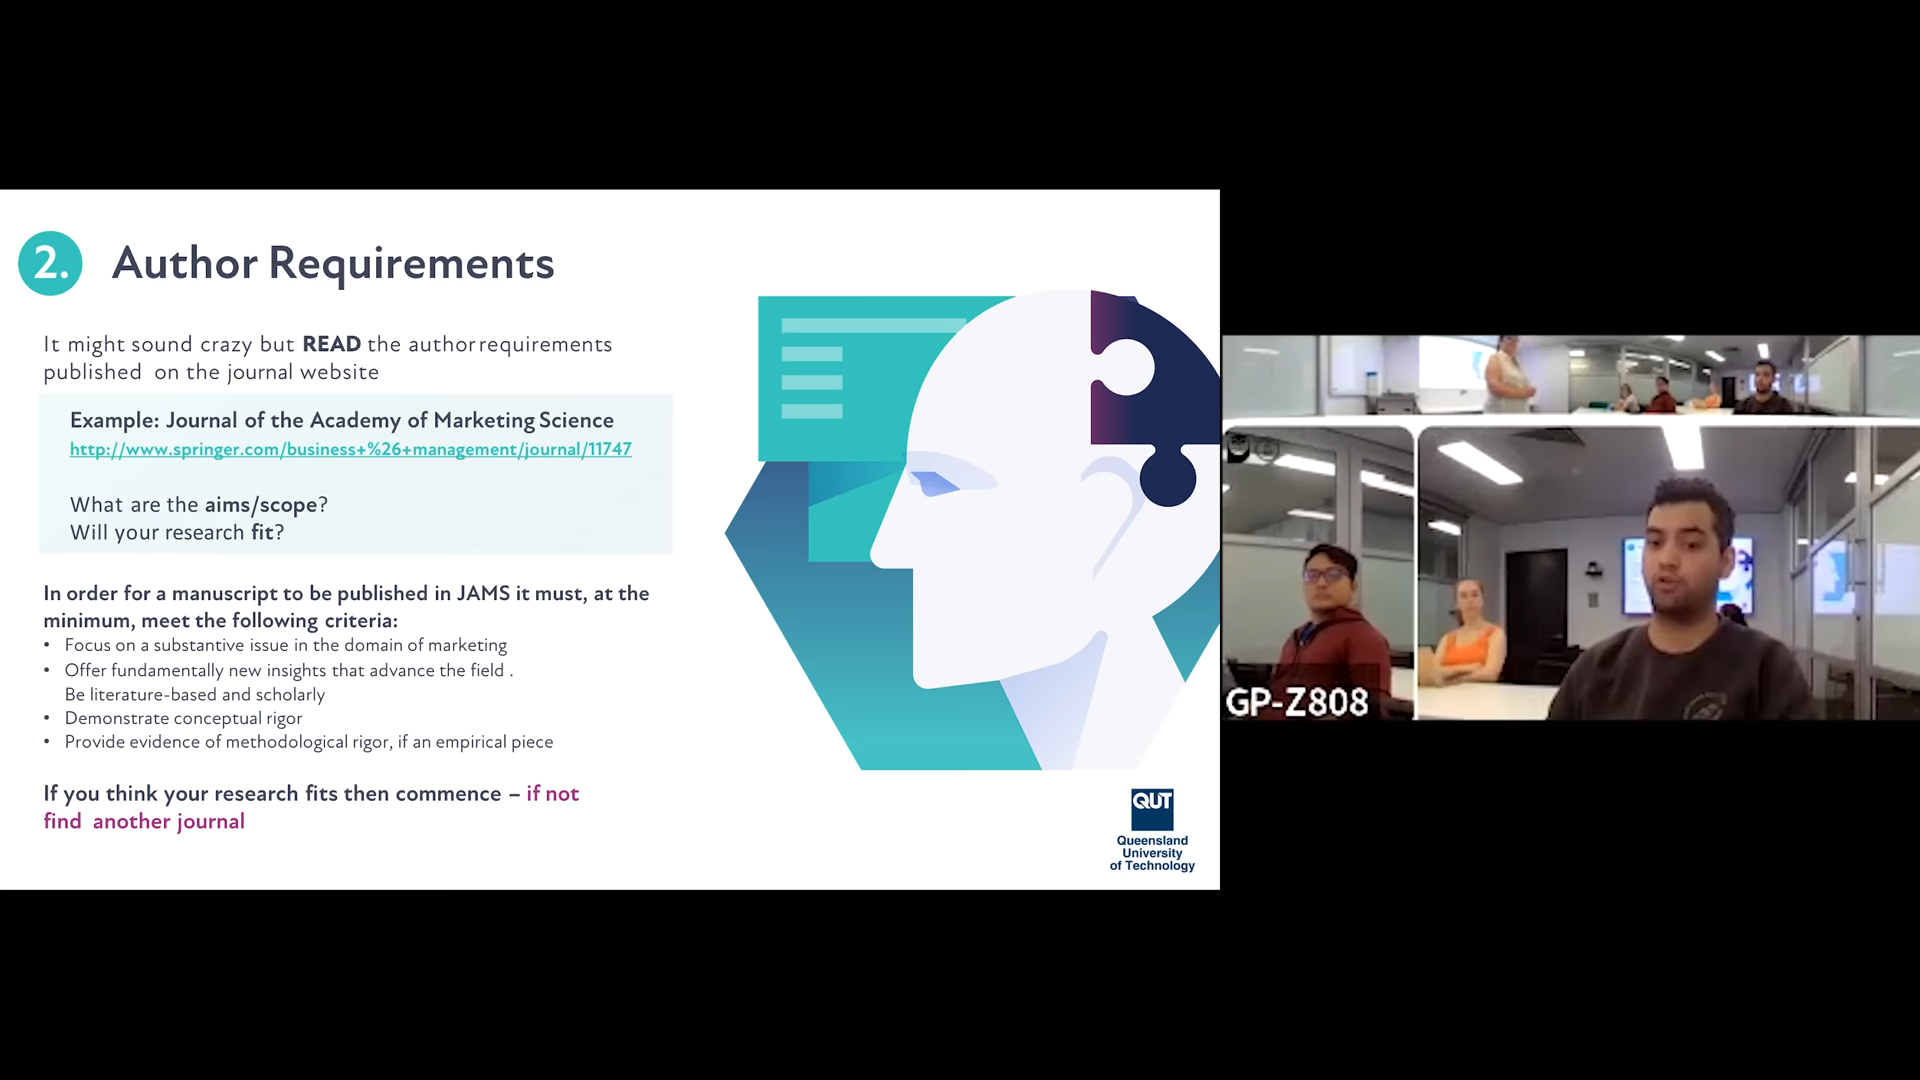 2. Author Requirements
It might sound crazy but READ the author requirements
published on the journal website
Example: Journal of the Academy of Marketing Science
http://www.springer.com/business+%26+management/journal/11747
What are the aims/scope?
Will your research fit?
In order for a manuscript to be published in JAMS it must, at the
minimum, meet the following criteria:
• Focus on a substantive issue in the domain of marketing
• Offer fundamentally new insights that advance the field .
Be literature-based and scholarly
• Demonstrate conceptual rigor
• Provide evidence of methodological rigor, if an empirical piece
If you think your research fits then commence – if not
find another journal
QUT
Queensland
University
of Technology
GP-Z808